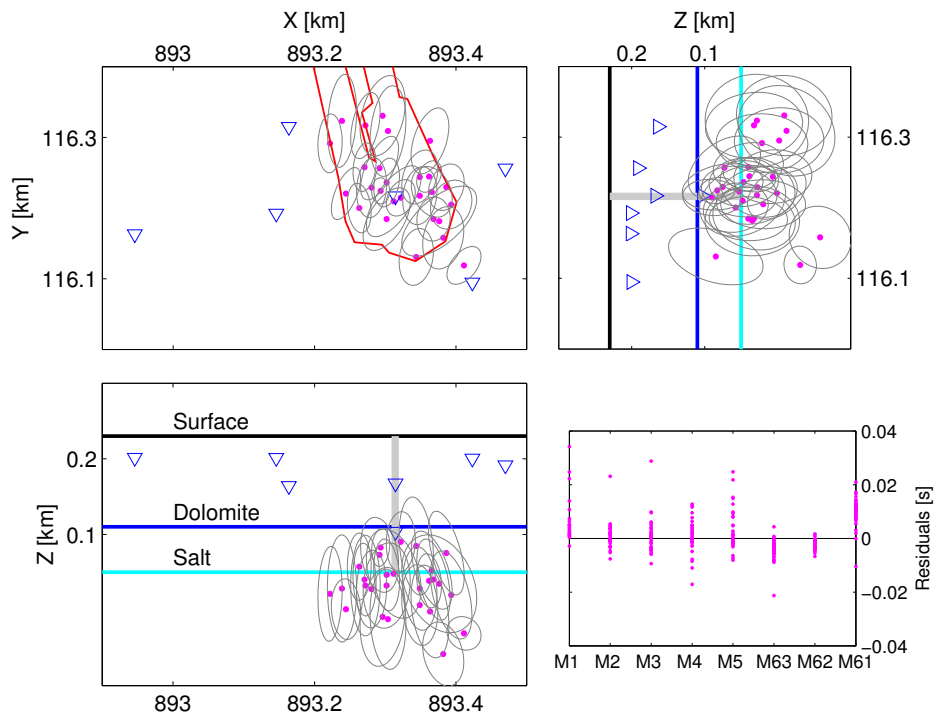 X [km]
893 893.2 893.4
Y [km]
116.3
116.1
Z [km]
0.2 0.1
116.3
116.1
Surface
Dolomite
Salt
Z [km]
0.2
0.1
893 893.2 893.4
0.04
0.02
0
−0.02
−0.04
Residuals [s]
M1 M2 M3 M4 M5 M63 M62 M61